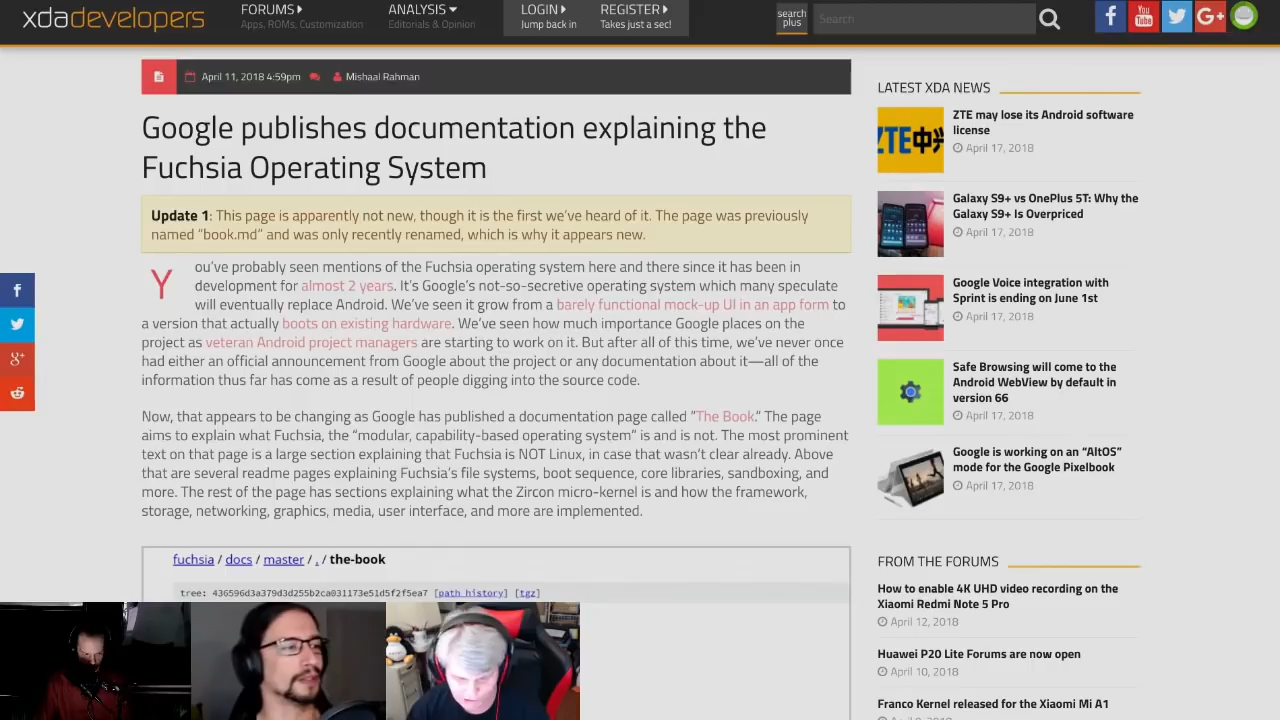 xdadevelopers
FORUMS
Apps, ROMs, Customization
ANALYSIS
Editorials & Opinion
LOGIN
Jump back in
REGISTER
Takes just a sec!
search
plus
Search
You
Tube
G+
April 11, 2018 4:59pm
Mishaal Rahman
Google publishes documentation explaining the
Fuchsia Operating System
Update 1: This page is apparently not new, though it is the first we've heard of it. The page was previously
named "book.md" and was only recently renamed, which is why it appears new.
You've probably seen mentions of the Fuchsia operating system here and there since it has been in
development for almost 2 years. It's Google's not-so-secretive operating system which many speculate
will eventually replace Android. We've seen it grow from a barely functional mock-up UI in an app form to
a version that actually boots on existing hardware. We've seen how much importance Google places on the
project as veteran Android project managers are starting to work on it. But after all of this time, we've never once
had either an official announcement from Google about the project or any documentation about it—all of the
information thus far has come as a result of people digging into the source code.
Now, that appears to be changing as Google has published a documentation page called "The Book." The page
aims to explain what Fuchsia, the "modular, capability-based operating system" is and is not. The most prominent
text on that page is a large section explaining that Fuchsia is NOT Linux, in case that wasn't clear already. Above
that are several readme pages explaining Fuchsia's file systems, boot sequence, core libraries, sandboxing, and
more. The rest of the page has sections explaining what the Zircon micro-kernel is and how the framework,
storage, networking, graphics, media, user interface, and more are implemented.
fuchsia / docs / master / . / the-book
tree: 436596d3a379d3d255b2ca031173e51d5f2f5ea7 [path history] [tgz]
LATEST XDA NEWS
ZTE中兴
ZTE may lose its Android software
license
April 17, 2018
Galaxy S9+ vs OnePlus 5T: Why the
Galaxy S9+ Is Overpriced
April 17, 2018
Google Voice integration with
Sprint is ending on June 1st
April 17, 2018
Safe Browsing will come to the
Android WebView by default in
version 66
April 17, 2018
Google is working on an "AltOS"
mode for the Google Pixelbook
April 17, 2018
FROM THE FORUMS
How to enable 4K UHD video recording on the
Xiaomi Redmi Note 5 Pro
April 12, 2018
Huawei P20 Lite Forums are now open
April 10, 2018
Franco Kernel released for the Xiaomi Mi A1